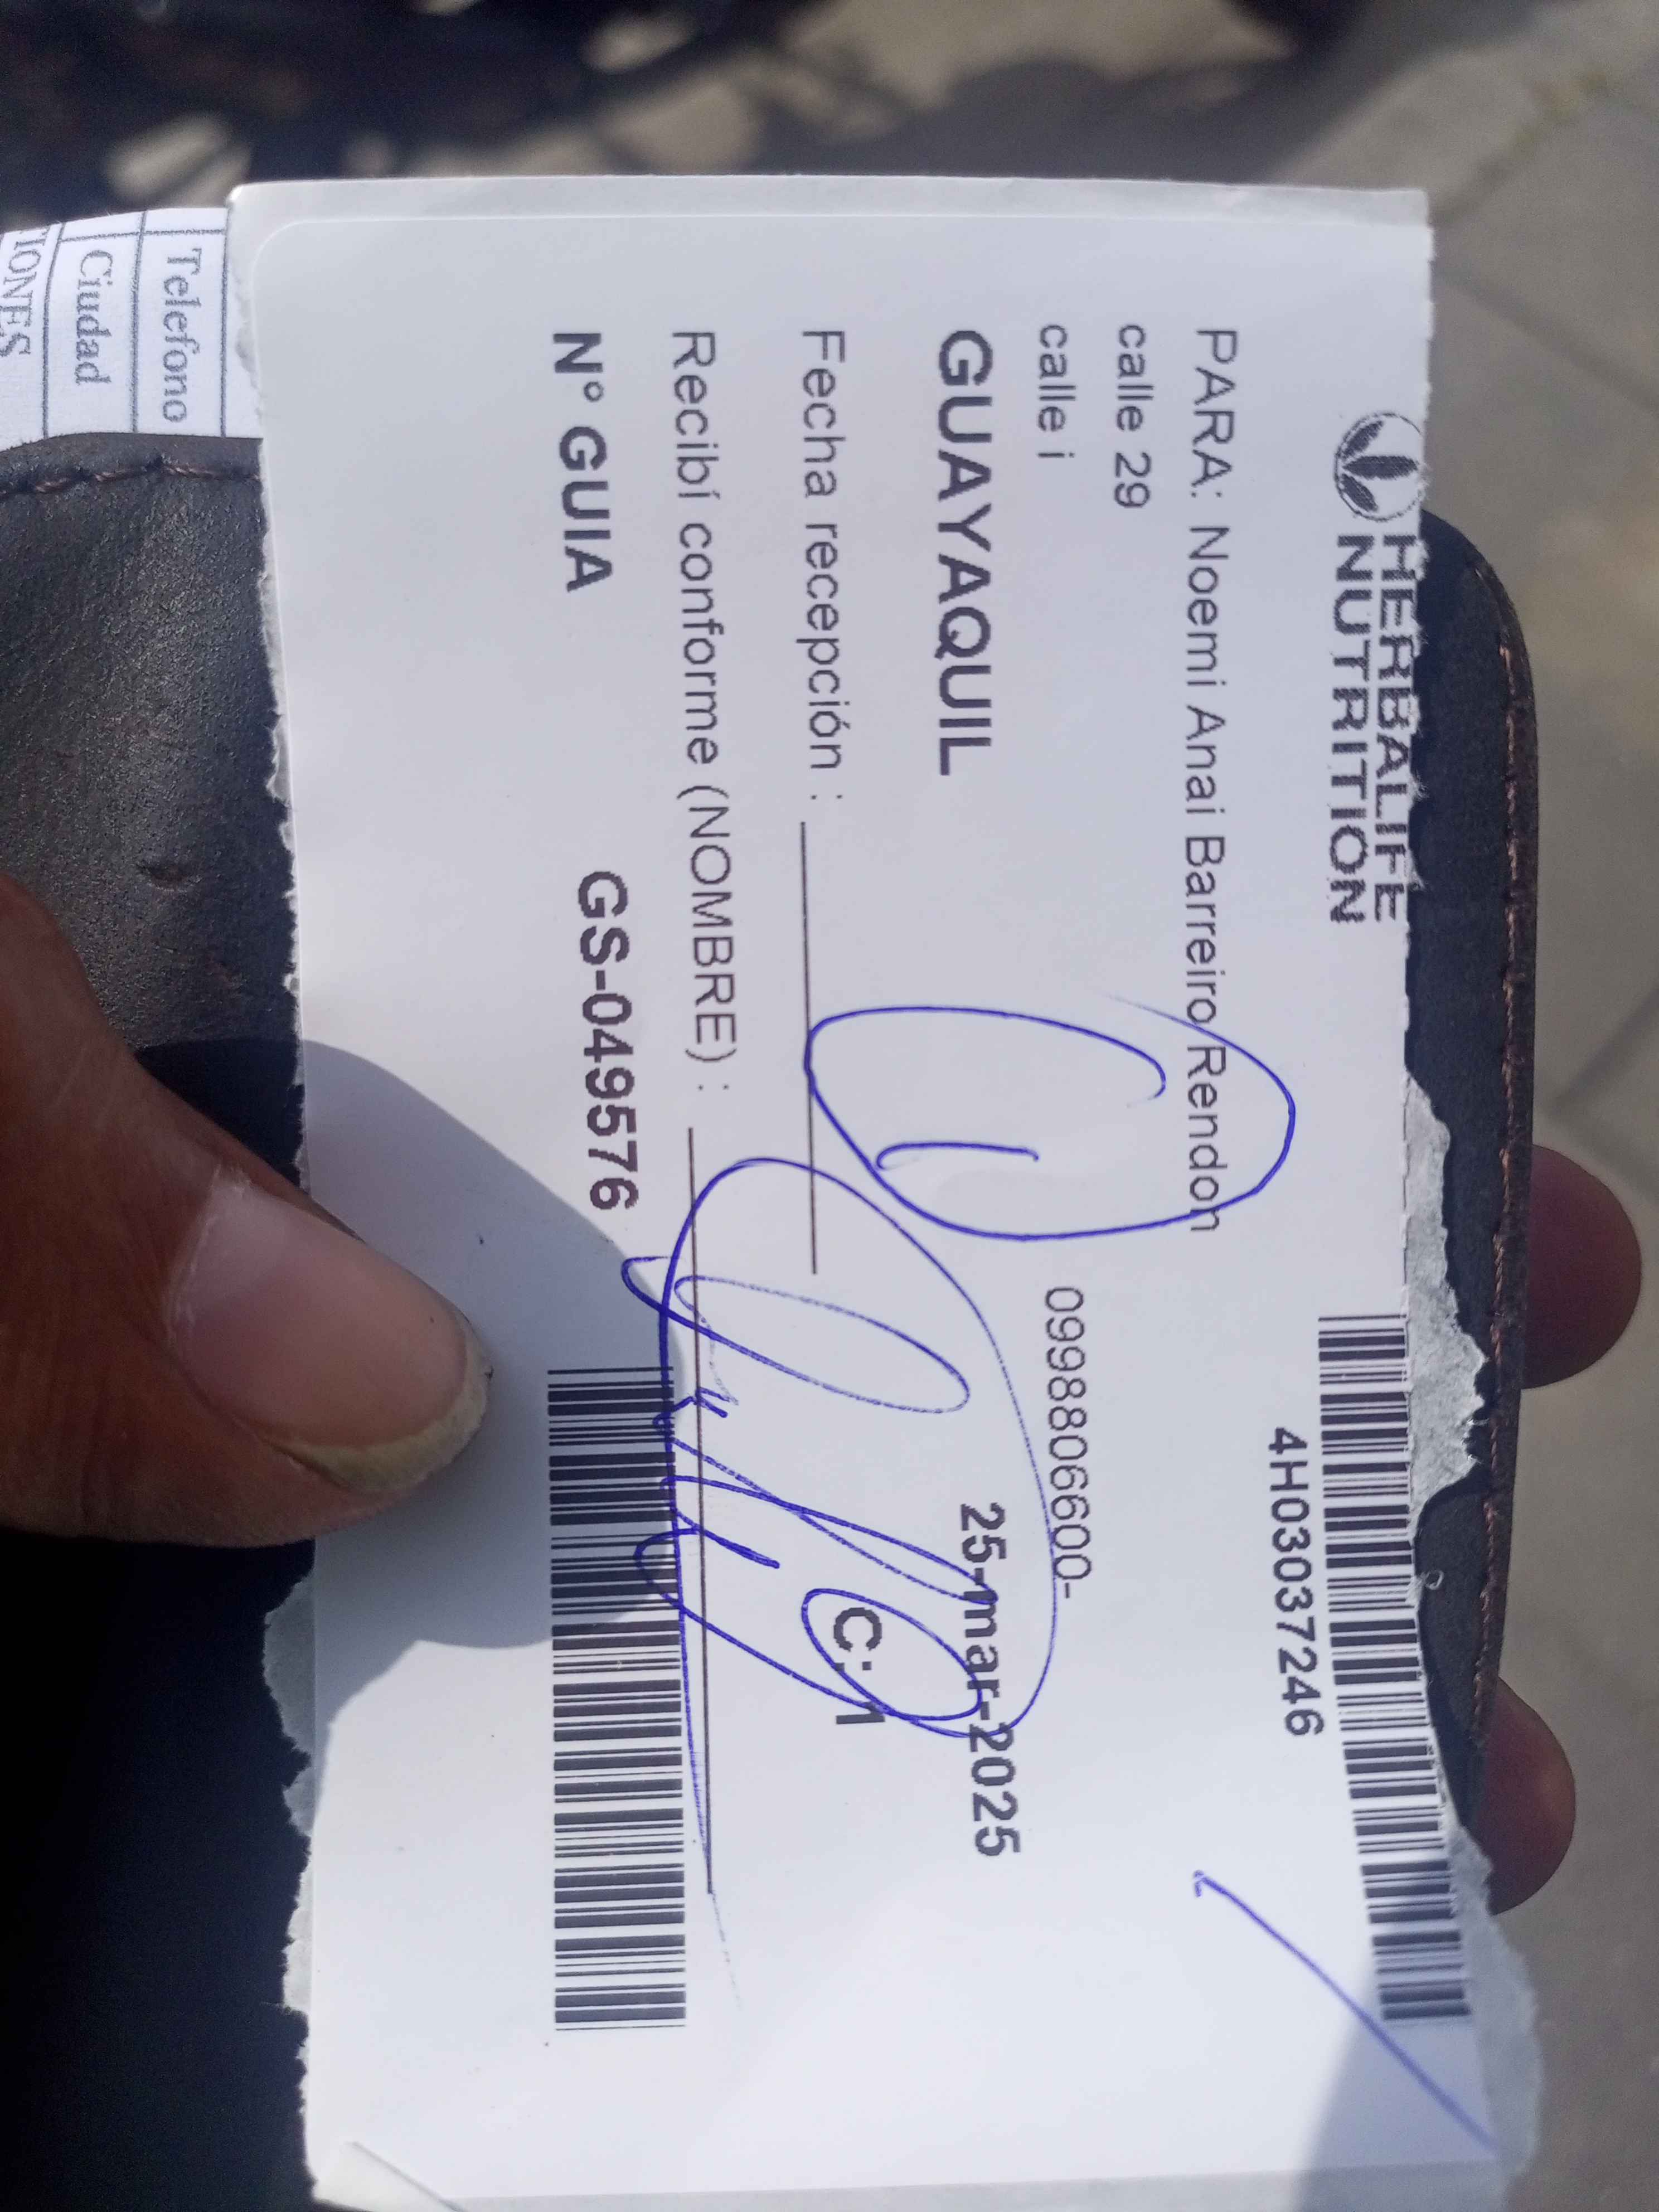 HERBALIFE
NUTRITION
4H03037246
PARA: Noemi Anai Barreiro Rendon
calle 29
calle i
0998806600-
GUAYAQUIL
25-mar-2025
Fecha recepción :
C: 1
Recibí conforme (NOMBRE) :
N° GUIA
GS-049576
Telefono
Ciudad
IONES